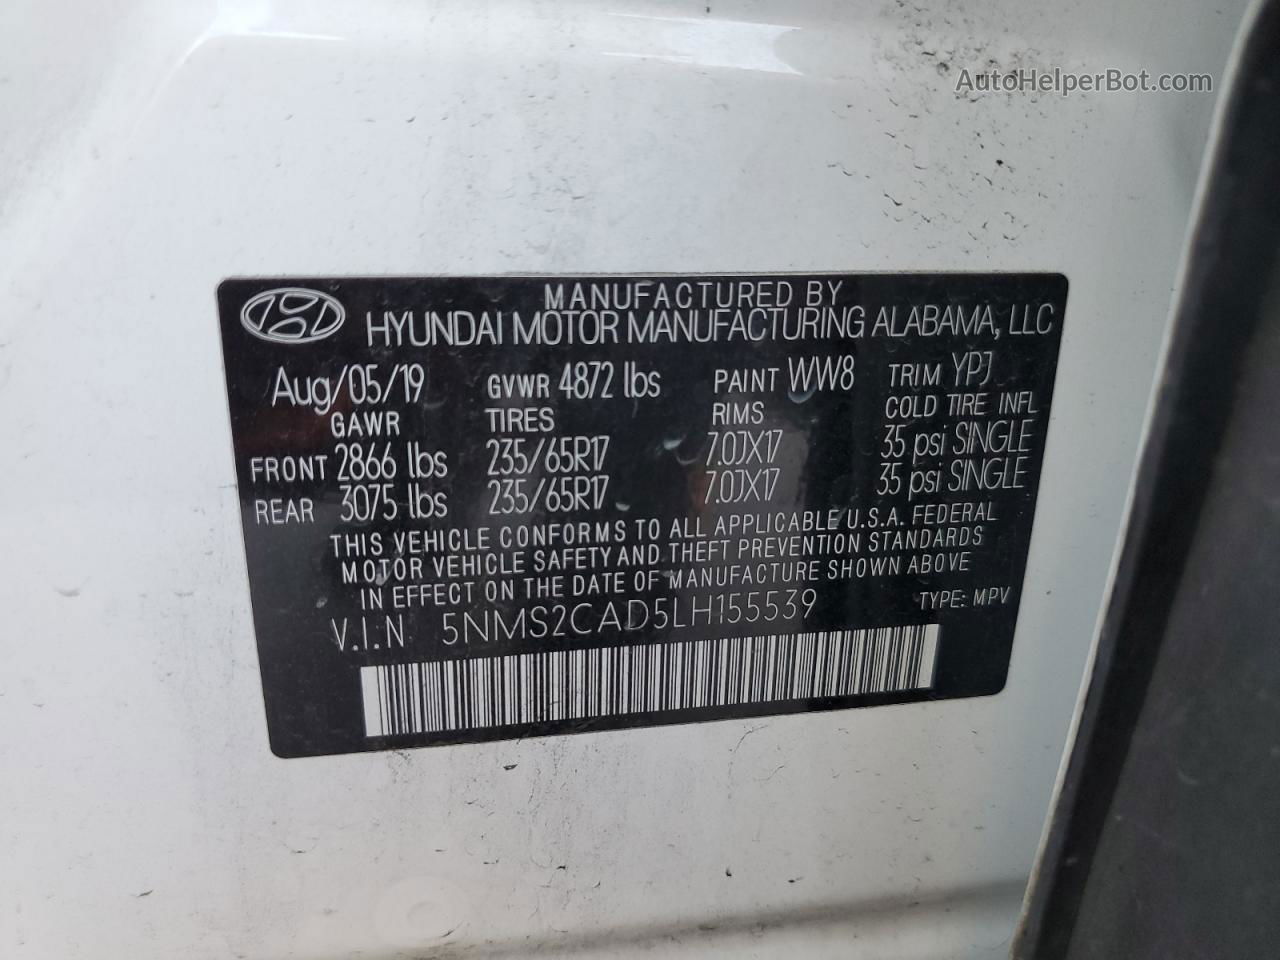 AutoHelperBot.com
MANUFACTURED BY
HYUNDAI MOTOR MANUFACTURING ALABAMA, LLC
Aug/05/19 GVWR 4872 lbs PAINT WW8 TRIM YPJ
GAWR TIRES RIMS COLD TIRE INFL
FRONT 2866 lbs 235/65R17 7.0JX17 35 psi SINGLE
REAR 3075 lbs 235/65R17 7.0JX17 35 psi SINGLE
THIS VEHICLE CONFORMS TO ALL APPLICABLE U.S.A. FEDERAL
MOTOR VEHICLE SAFETY AND THEFT PREVENTION STANDARDS
IN EFFECT ON THE DATE OF MANUFACTURE SHOWN ABOVE
V.I.N 5NMS2CAD5LH155539 TYPE: MPV